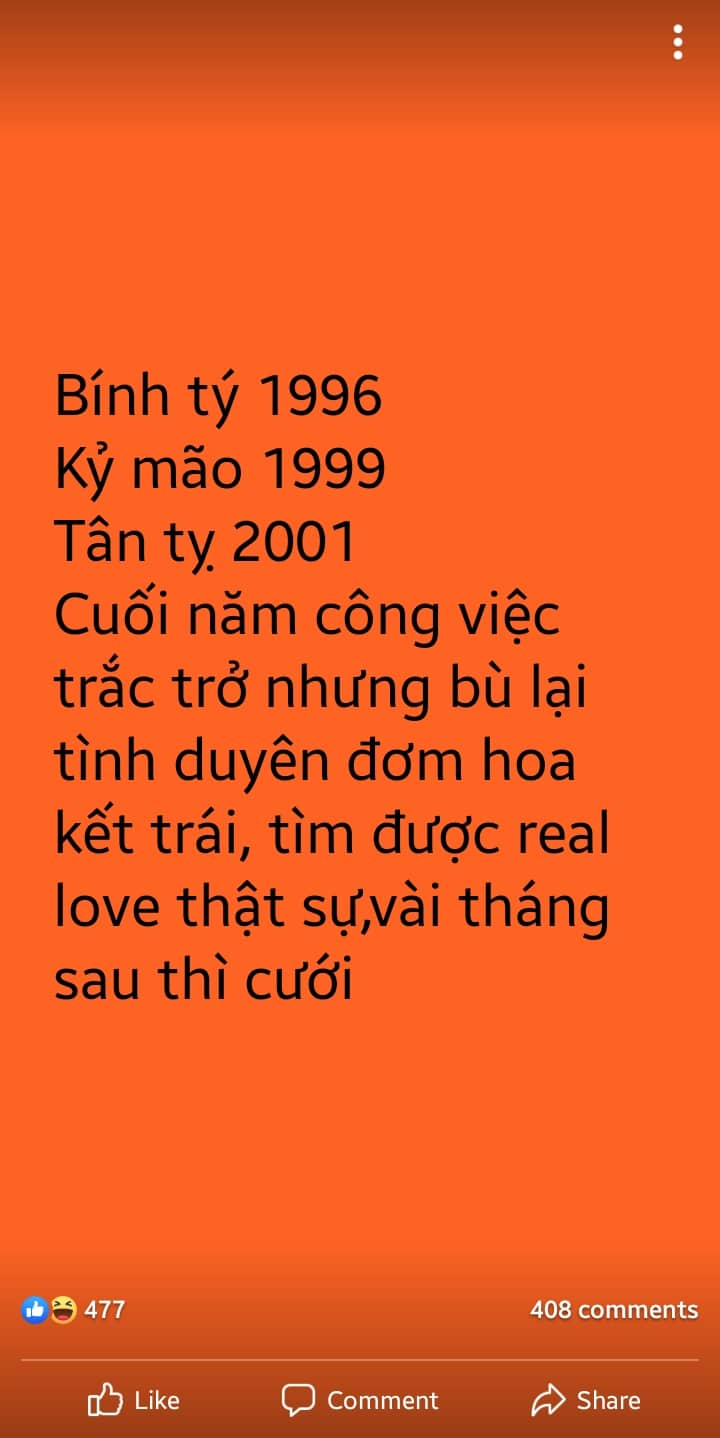 Bính tý 1996
Kỷ mão 1999
Tân tỵ 2001
Cuối năm công việc
trắc trở nhưng bù lại
tình duyên đơm hoa
kết trái, tìm được real
love thật sự,vài tháng
sau thì cưới
477
408 comments
Like
Comment
Share